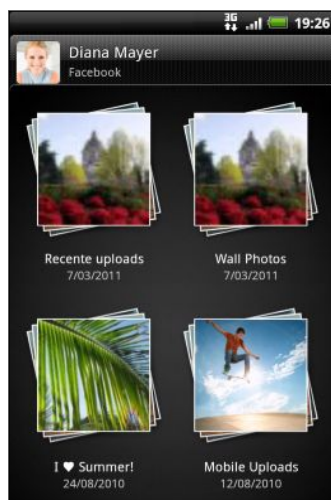 3G 19:26
Diana Mayer
Facebook
Recente uploads
7/03/2011
Wall Photos
7/03/2011
I ♥ Summer!
24/08/2010
Mobile Uploads
12/08/2010